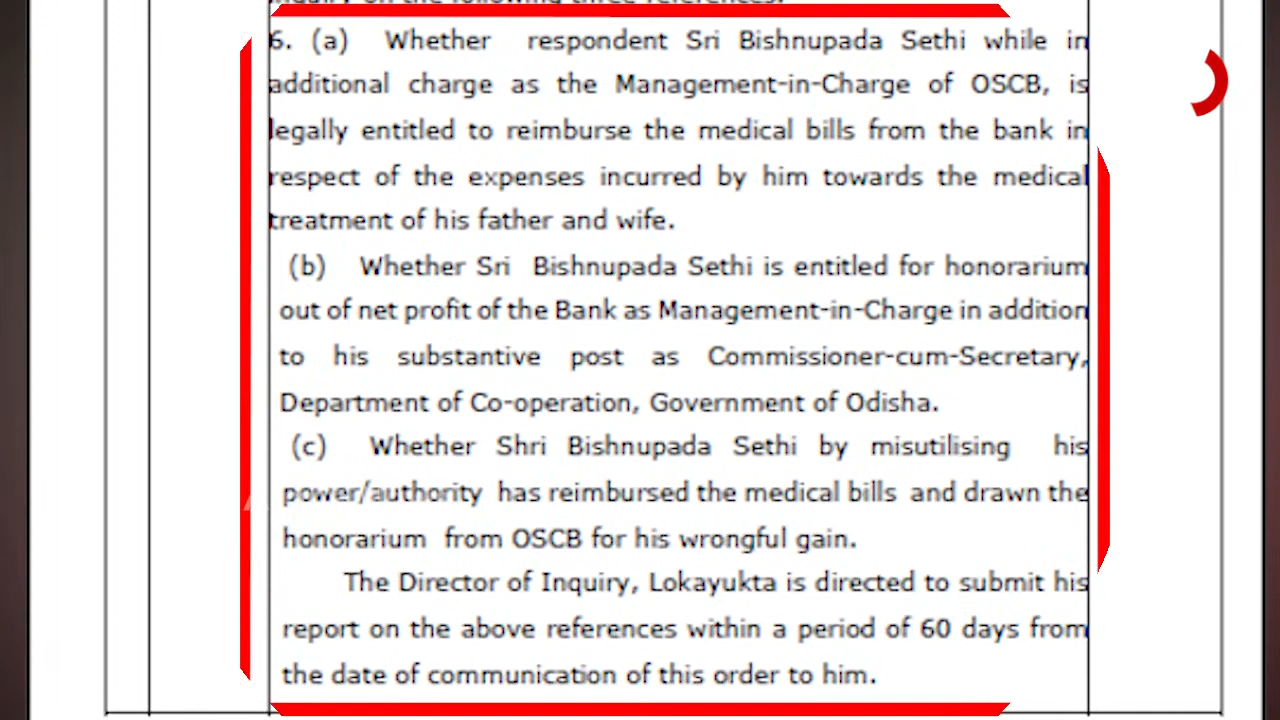 inquiry on the following three references.
6. (a) Whether respondent Sri Bishnupada Sethi while in
additional charge as the Management-in-Charge of OSCB, is
legally entitled to reimburse the medical bills from the bank in
respect of the expenses incurred by him towards the medical
treatment of his father and wife.
(b) Whether Sri Bishnupada Sethi is entitled for honorarium
out of net profit of the Bank as Management-in-Charge in addition
to his substantive post as Commissioner-cum-Secretary,
Department of Co-operation, Government of Odisha.
(c) Whether Shri Bishnupada Sethi by misutilising his
power/authority has reimbursed the medical bills and drawn the
honorarium from OSCB for his wrongful gain.
The Director of Inquiry, Lokayukta is directed to submit his
report on the above references within a period of 60 days from
the date of communication of this order to him.